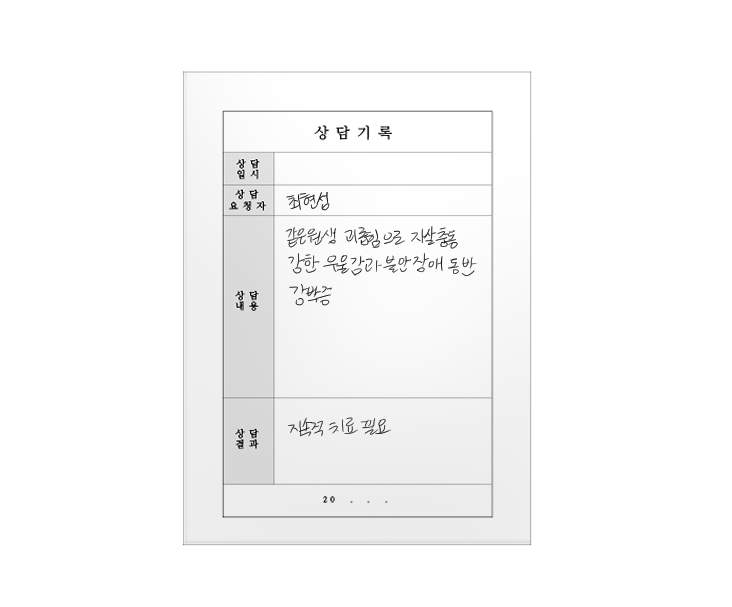 상담기록
상담
일시
상담
요청자
최현섭
상담
내용
같은원생 괴롭힘으로 자살충동
강한 우울감과 불안장애 동반
강박증
상담
결과
지속적 치료 필요
20 . . .